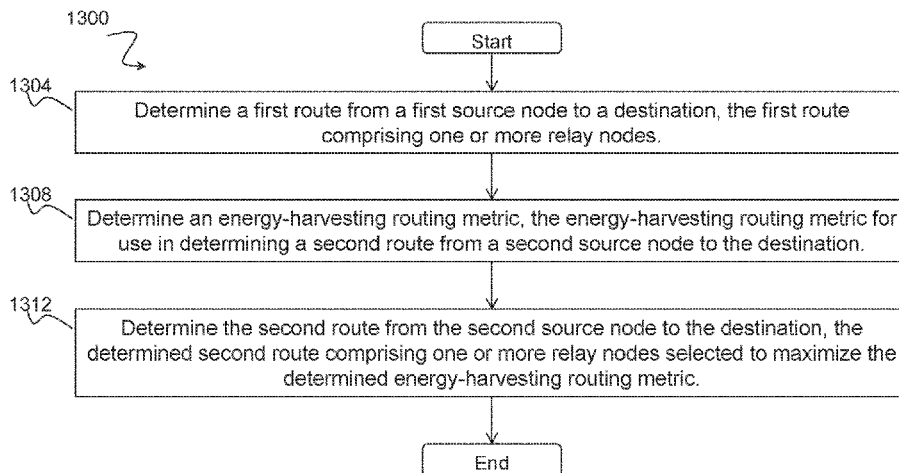 1300
Start
1304
Determine a first route from a first source node to a destination, the first route
comprising one or more relay nodes.
1308
Determine an energy-harvesting routing metric, the energy-harvesting routing metric for
use in determining a second route from a second source node to the destination.
1312
Determine the second route from the second source node to the destination, the
determined second route comprising one or more relay nodes selected to maximize the
determined energy-harvesting routing metric.
End